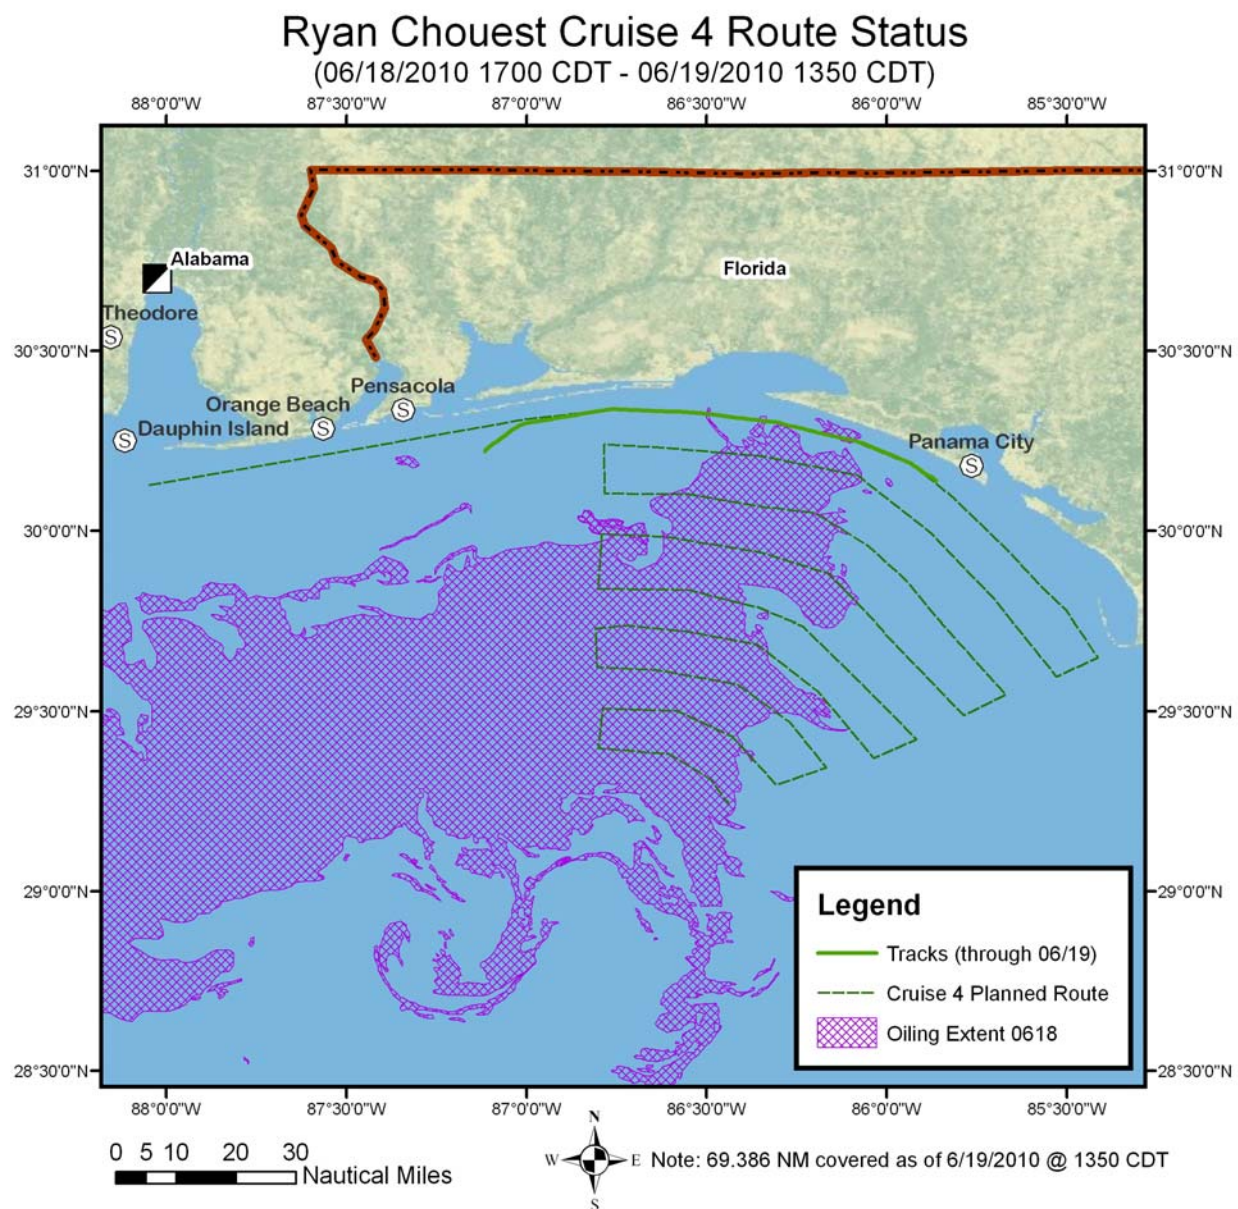 Ryan Chouest Cruise 4 Route Status
(06/18/2010 1700 CDT - 06/19/2010 1350 CDT)
88°0'0"W 87°30'0"W 87°0'0"W 86°30'0"W 86°0'0"W 85°30'0"W
31°0'0"N 31°0'0"N
Alabama
Florida
Theodore
30°30'0"N 30°30'0"N
Pensacola
Orange Beach
Dauphin Island
Panama City
S
S
S
S
S
30°0'0"N 30°0'0"N
29°30'0"N 29°30'0"N
29°0'0"N 29°0'0"N
Legend
Tracks (through 06/19)
Cruise 4 Planned Route
Oiling Extent 0618
28°30'0"N 28°30'0"N
88°0'0"W 87°30'0"W 87°0'0"W 86°30'0"W 86°0'0"W 85°30'0"W
0 5 10 20 30
Nautical Miles
N
W E
S
Note: 69.386 NM covered as of 6/19/2010 @ 1350 CDT